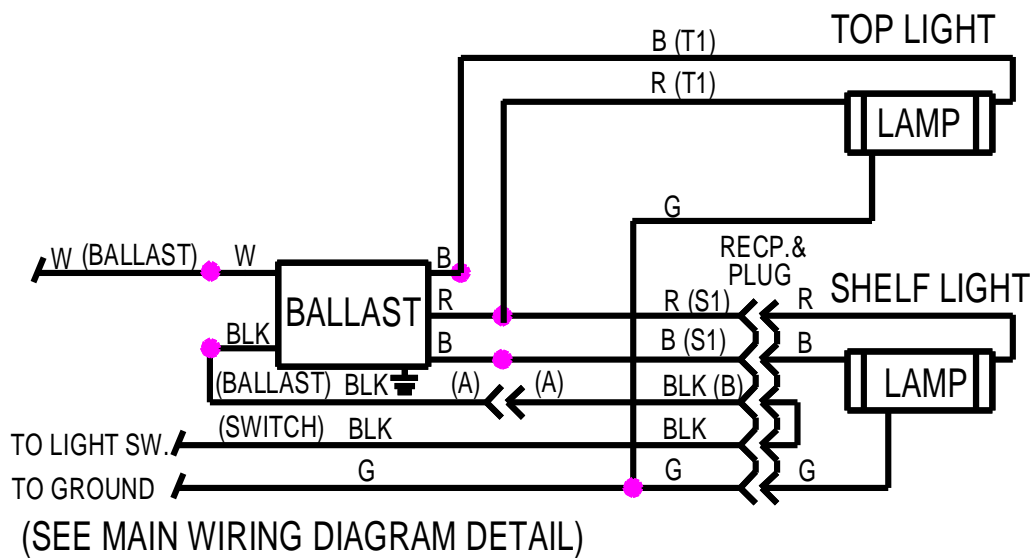 TOP LIGHT
B (T1)
R (T1)
LAMP
G
RECP.&
PLUG
W (BALLAST) W
BALLAST
B
R
B
R (S1)
R
SHELF LIGHT
B (S1)
B
LAMP
BLK
(BALLAST) BLK (A) (A) BLK (B)
TO LIGHT SW. (SWITCH) BLK BLK
TO GROUND G G G
(SEE MAIN WIRING DIAGRAM DETAIL)